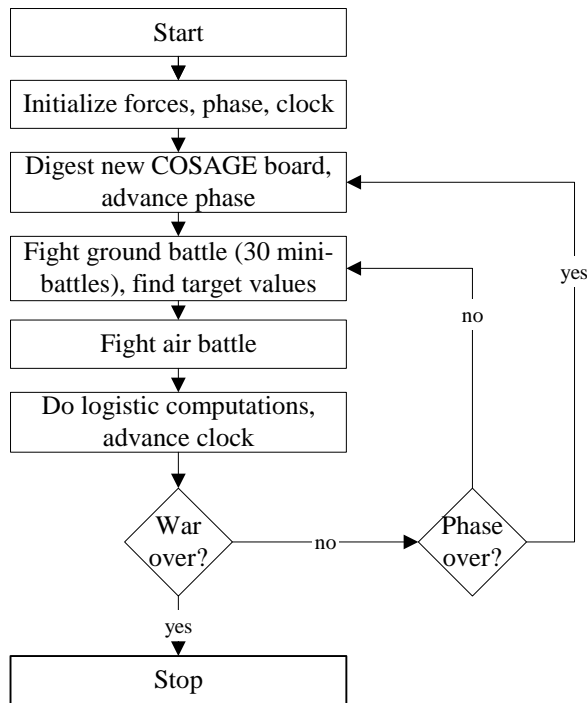 Start
Initialize forces, phase, clock
Digest new COSAGE board,
advance phase
Fight ground battle (30 mini-
battles), find target values
yes
no
Fight air battle
Do logistic computations,
advance clock
War
over?
no
Phase
over?
yes
Stop